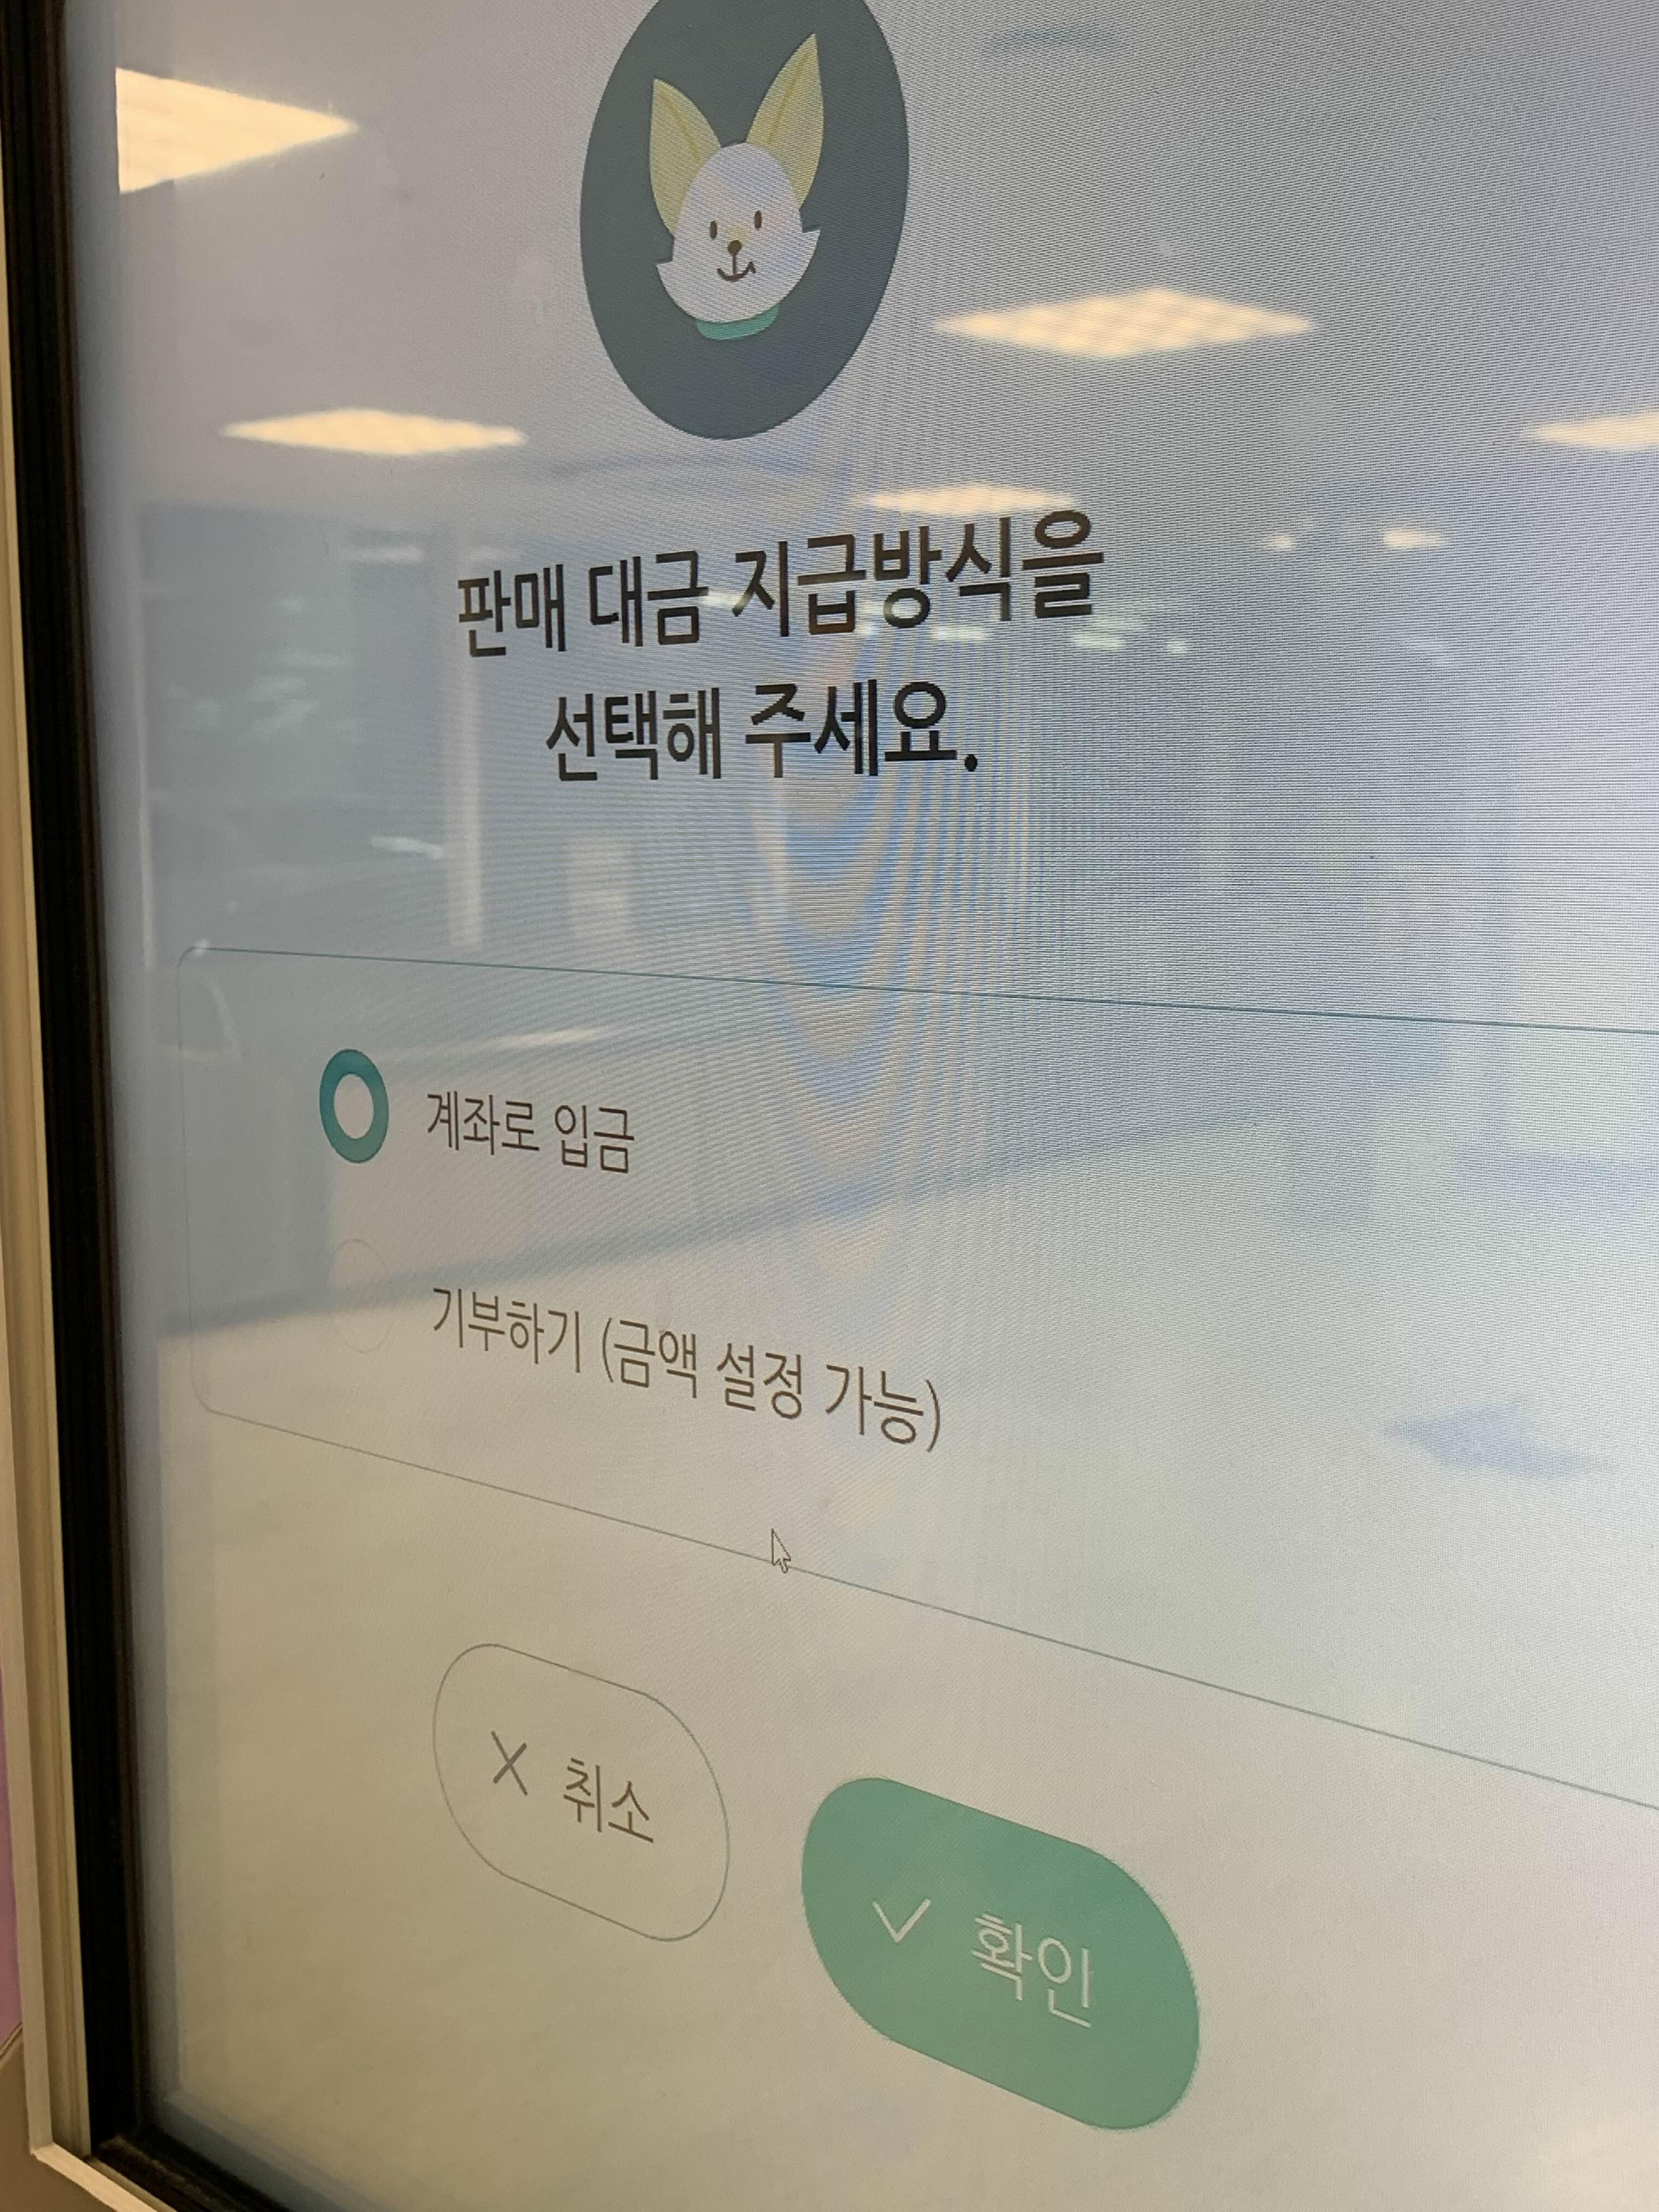 판매 대금 지급방식을
선택해 주세요.
계좌로 입금
기부하기 (금액 설정 가능)
취소
확인